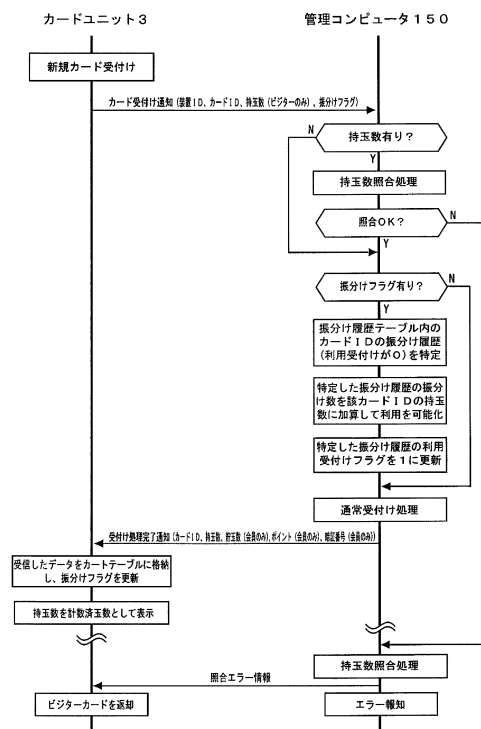 カードユニット３
管理コンピュータ１５０
新規カード受付け
カード受付け通知（装置ＩＤ、カードＩＤ、持玉数（ビジターのみ）、振分けフラグ）
持玉数有り？
N
Y
持玉数照合処理
照合ＯＫ？
N
Y
振分けフラグ有り？
N
Y
振分け履歴テーブル内の
カードＩＤの振分け履歴
（利用受付けが０）を特定
特定した振分け履歴の振分
け数を該カードＩＤの持玉
数に加算して利用を可能化
特定した振分け履歴の利用
受付けフラグを１に更新
通常受付け処理
受付け処理完了通知（カードＩＤ、持玉数、貯玉数（会員のみ）、ポイント（会員のみ）、暗証番号（会員のみ））
受信したデータをカートテーブルに格納
し、振分けフラグを更新
持玉数を計数済玉数として表示
持玉数照合処理
照合エラー情報
ビジターカードを返却
エラー報知